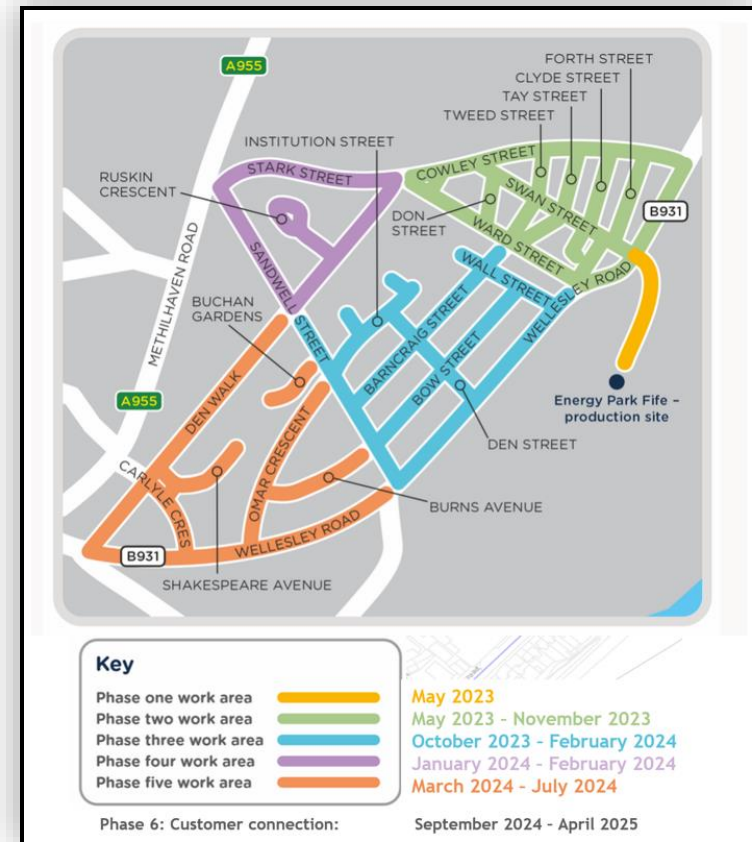 FORTH STREET
CLYDE STREET
TAY STREET
TWEED STREET
A955
INSTITUTION STREET
COWLEY STREET
STARK STREET
RUSKIN
CRESCENT
SWAN STREET
DON
STREET
B931
WARD STREET
METHILHAVEN ROAD
SANDWELL STREET
WALL STREET
WELLESLEY ROAD
BUCHAN
GARDENS
BARNCRAIG STREET
BOW STREET
A955
DEN WALK
Energy Park Fife –
production site
DEN STREET
OMAR CRESCENT
CARLYLE CRES
BURNS AVENUE
WELLESLEY ROAD
B931
SHAKESPEARE AVENUE
Key
Phase one work area May 2023
Phase two work area May 2023 - November 2023
Phase three work area October 2023 - February 2024
Phase four work area January 2024 - February 2024
Phase five work area March 2024 - July 2024
Phase 6: Customer connection: September 2024 - April 2025